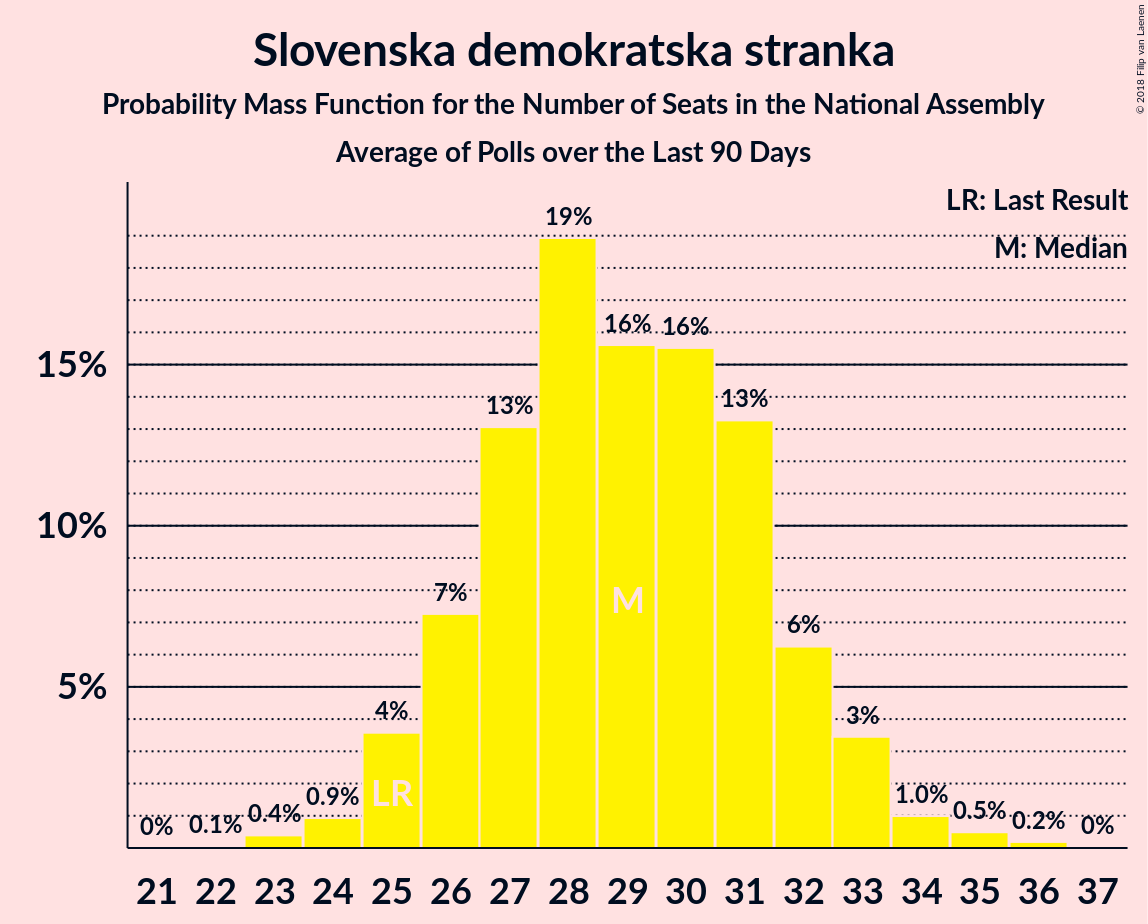 Slovenska demokratska stranka
Probability Mass Function for the Number of Seats in the National Assembly
Average of Polls over the Last 90 Days
© 2018 Filip van Laenen
LR: Last Result
M: Median
15%
10%
5%
0%
0.1%
0.4%
0.9%
4%
7%
13%
19%
16%
16%
13%
6%
3%
1.0%
0.5%
0.2%
0%
LR
M
21 22 23 24 25 26 27 28 29 30 31 32 33 34 35 36 37